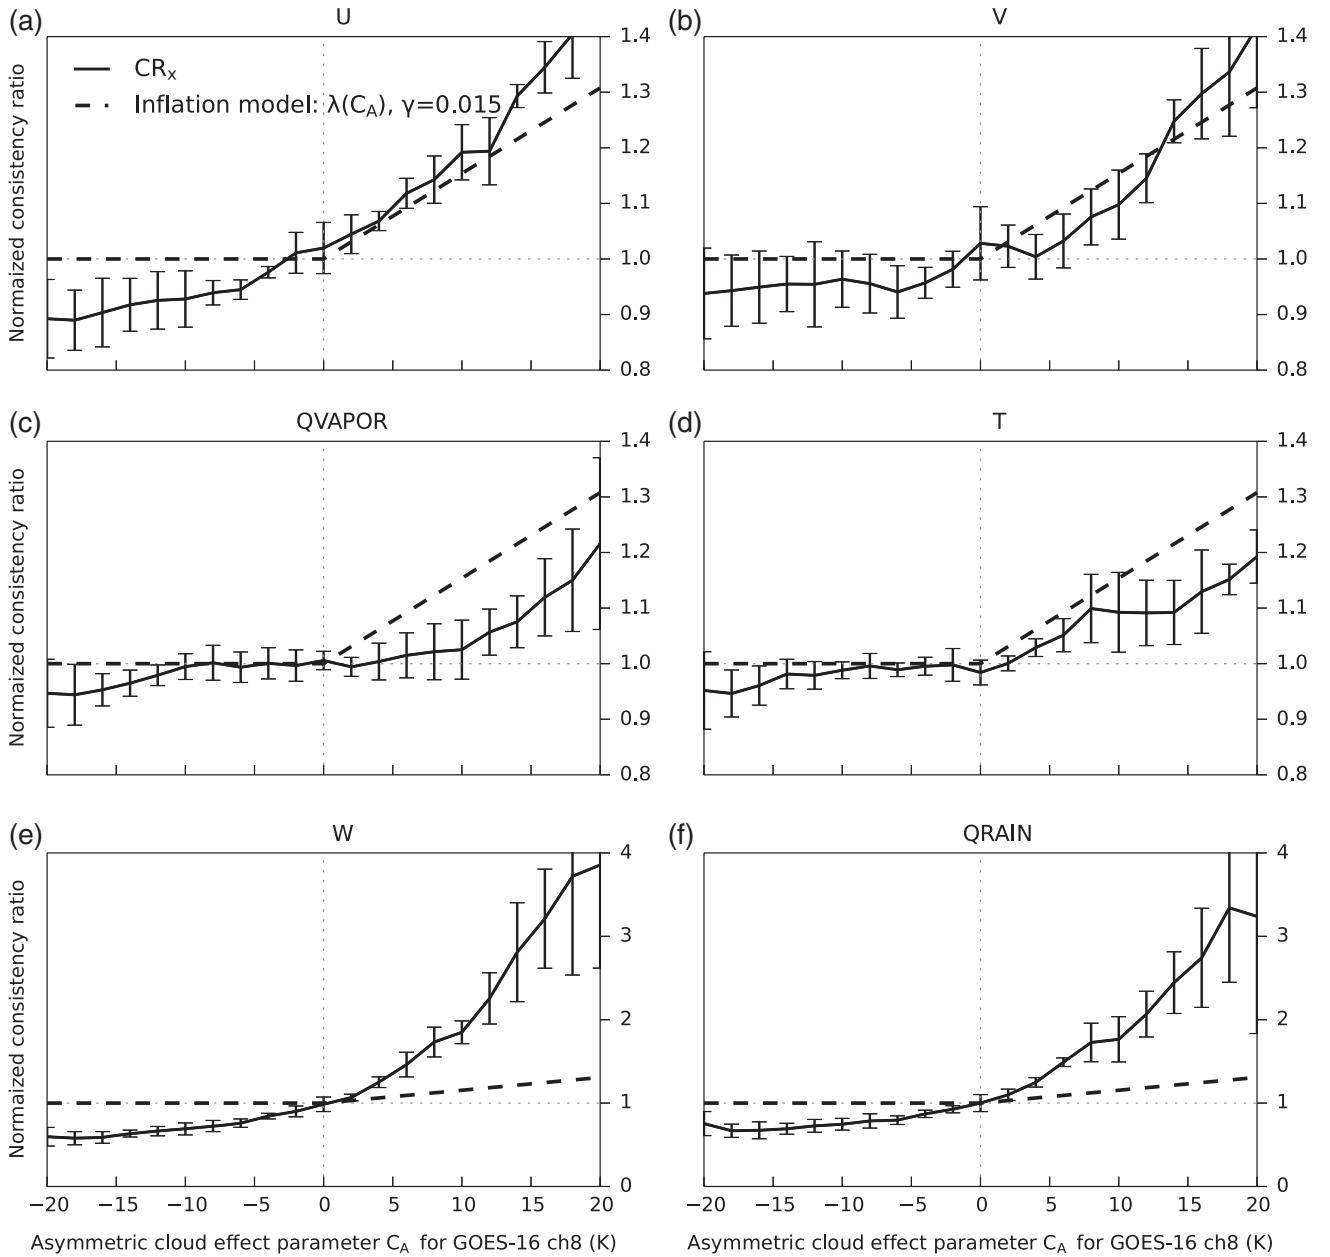 (a) U
(b) V
Normaized consistency ratio
CRx
Inflation model: λ(CA), γ=0.015
1.4
1.3
1.2
1.1
1.0
0.9
0.8
1.4
1.3
1.2
1.1
1.0
0.9
0.8
(c) QVAPOR
(d) T
Normaized consistency ratio
1.4
1.3
1.2
1.1
1.0
0.9
0.8
1.4
1.3
1.2
1.1
1.0
0.9
0.8
(e) W
(f) QRAIN
Normaized consistency ratio
4
3
2
1
0
4
3
2
1
0
−20 −15 −10 −5 0 5 10 15 20
−20 −15 −10 −5 0 5 10 15 20
Asymmetric cloud effect parameter CA for GOES-16 ch8 (K)
Asymmetric cloud effect parameter CA for GOES-16 ch8 (K)